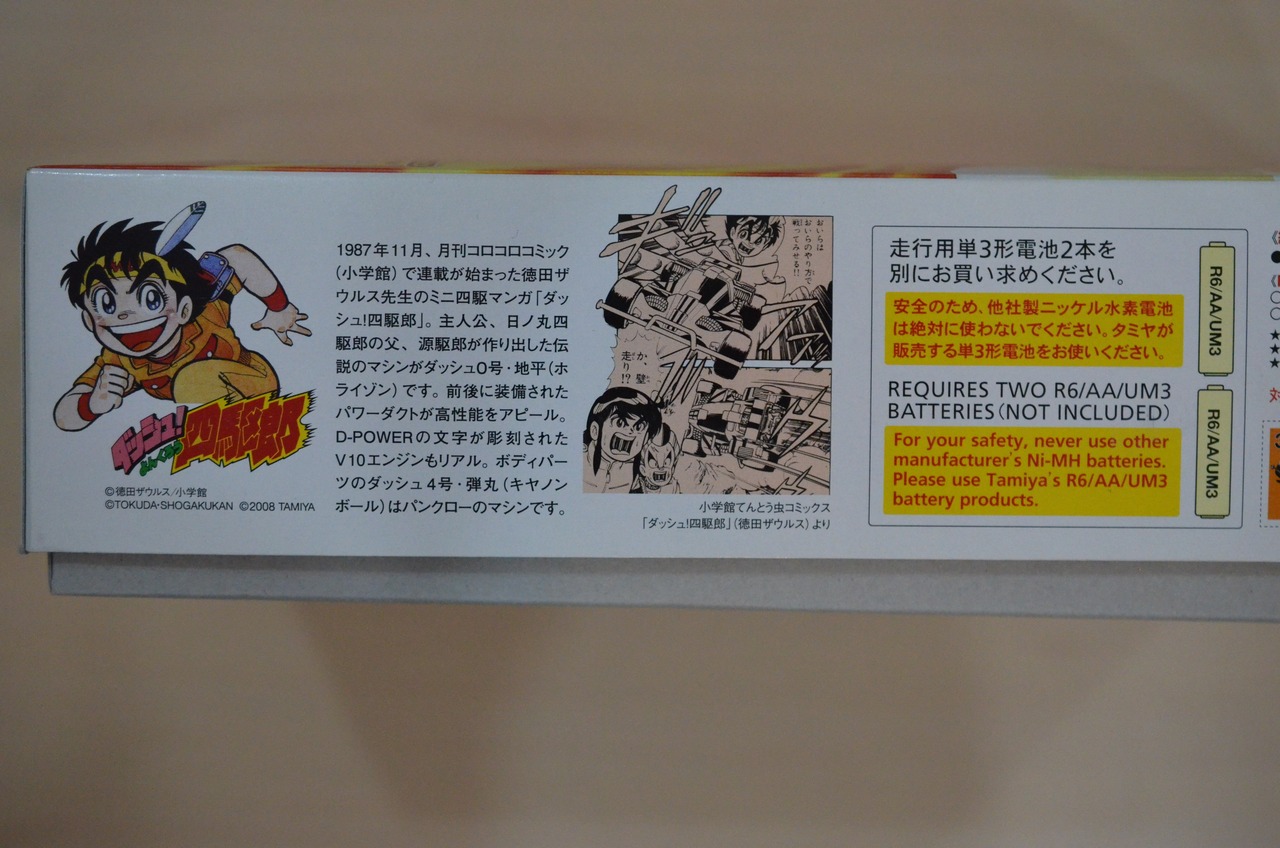 ダッシュ!
よんくろう
四駆郎
©徳田ザウルス/小学館
©TOKUDA·SHOGAKUKAN ©2008 TAMIYA
1987年11月、月刊コロコロコミック
(小学館)で連載が始まった徳田ザ
ウルス先生のミニ四駆マンガ「ダッ
シュ!四駆郎」。主人公、日ノ丸四
駆郎の父、源駆郎が作り出した伝
説のマシンがダッシュ0号・地平(ホ
ライゾン)です。前後に装備された
パワーダクトが高性能をアピール。
D-POWERの文字が彫刻された
V10エンジンもリアル。ボディパー
ツのダッシュ4号・弾丸(キヤノン
ボール)はパンクローのマシンです。
おいらは
おいらのやり方で
戦ってみせる!!
か
壁
走り!?
小学館てんとう虫コミックス
「ダッシュ!四駆郎」(徳田ザウルス)より
走行用単3形電池2本を
別にお買い求めください。
安全のため、他社製ニッケル水素電池
は絶対に使わないでください。タミヤが
販売する単3形電池をお使いください。
REQUIRES TWO R6/AA/UM3
BATTERIES(NOT INCLUDED)
For your safety, never use other
manufacturer's Ni-MH batteries.
Please use Tamiya's R6/AA/UM3
battery products.
R6/AA/UM3
R6/AA/UM3